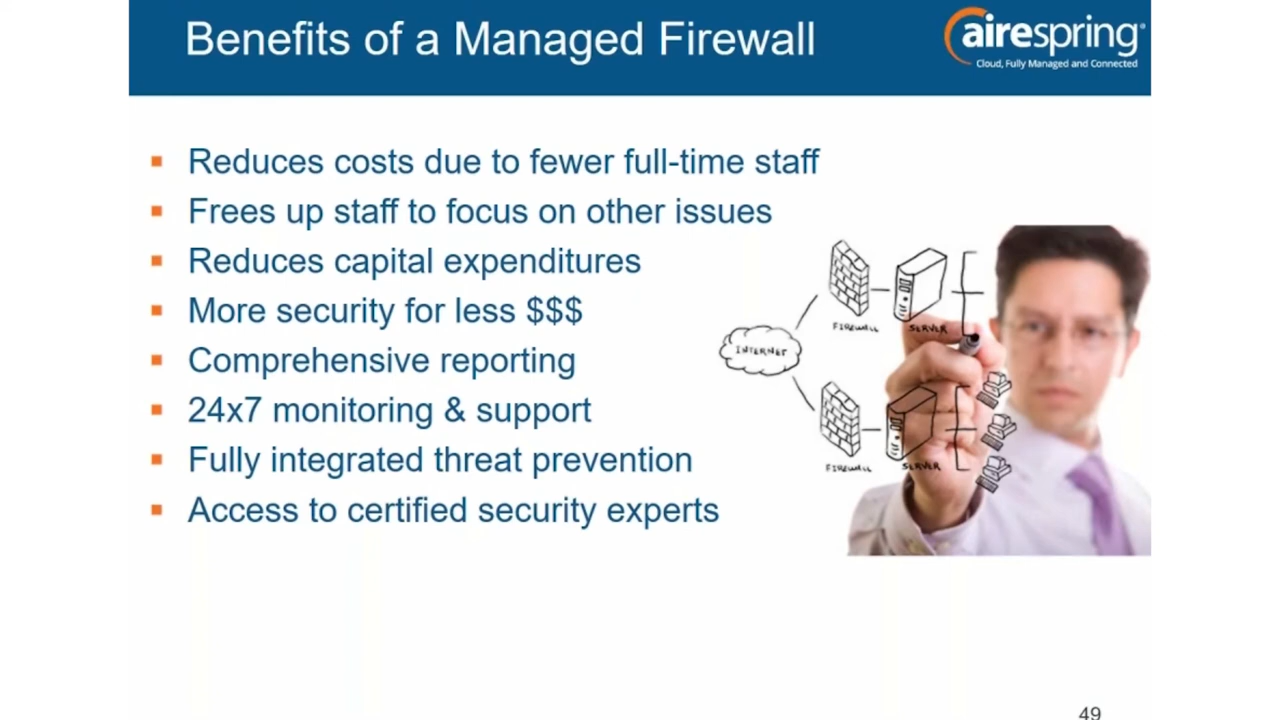 Benefits of a Managed Firewall
airespring
Cloud, Fully Managed and Connected
Reduces costs due to fewer full-time staff
Frees up staff to focus on other issues
Reduces capital expenditures
More security for less $$$
Comprehensive reporting
24x7 monitoring & support
Fully integrated threat prevention
Access to certified security experts
FIREWALL
SERVER
INTERNET
FIREWALL
SERVER
49